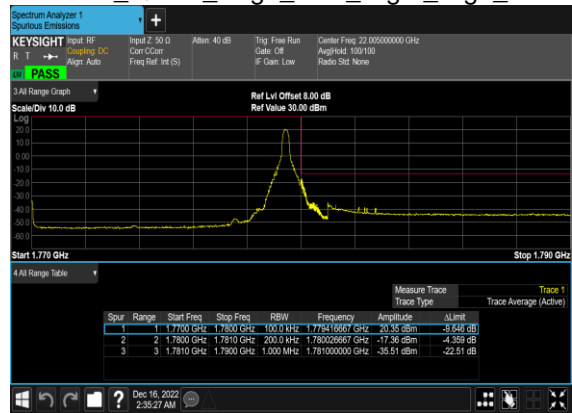 Spectrum Analyzer 1
Spurious Emissions
+
KEYSIGHT
R T
Input: RF
Coupling: DC
Align: Auto
Input Z: 50 Ω
Corr CCorr
Freq Ref: Int (S)
Atten: 40 dB
Trig: Free Run
Gate: Off
IF Gain: Low
Center Freq: 22.005000000 GHz
Avg|Hold: 100/100
Radio Std: None
LW PASS
3 All Range Graph
Scale/Div 10.0 dB
Ref Lvl Offset 8.00 dB
Ref Value 30.00 dBm
Log
20.0
10.0
0.00
-10.0
-20.0
-30.0
-40.0
-50.0
-60.0
Start 1.770 GHz
Stop 1.790 GHz
4 All Range Table
Measure Trace Trace 1
Trace Type Trace Average (Active)
Spur Range Start Freq Stop Freq RBW Frequency Amplitude ΔLimit
1 1 1.7700 GHz 1.7800 GHz 100.0 kHz 1.779416667 GHz 20.35 dBm -9.646 dB
2 2 1.7800 GHz 1.7810 GHz 200.0 kHz 1.780026667 GHz -17.36 dBm -4.359 dB
3 3 1.7810 GHz 1.7900 GHz 1.000 MHz 1.781000000 GHz -35.51 dBm -22.51 dB
?
Dec 16, 2022
2:35:27 AM